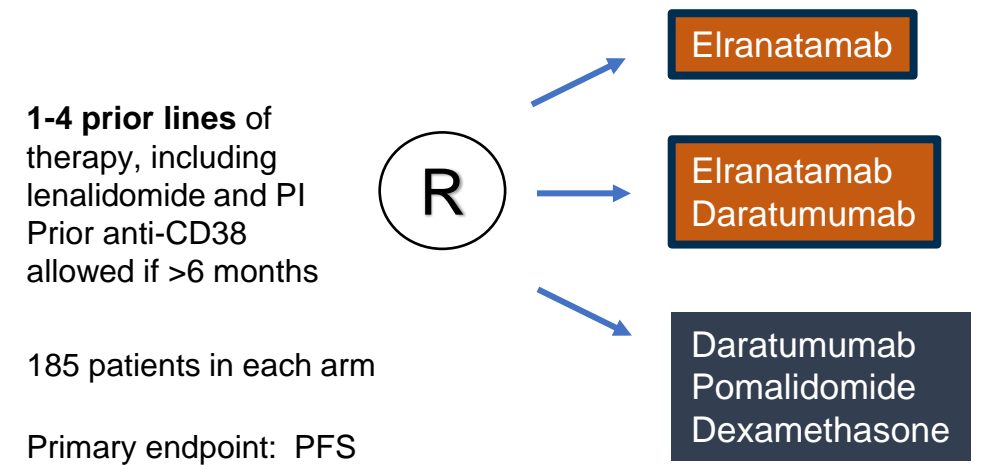 1-4 prior lines of
therapy, including
lenalidomide and PI
Prior anti-CD38
allowed if >6 months
185 patients in each arm
Primary endpoint: PFS
R
Elranatamab
Elranatamab
Daratumumab
Daratumumab
Pomalidomide
Dexamethasone